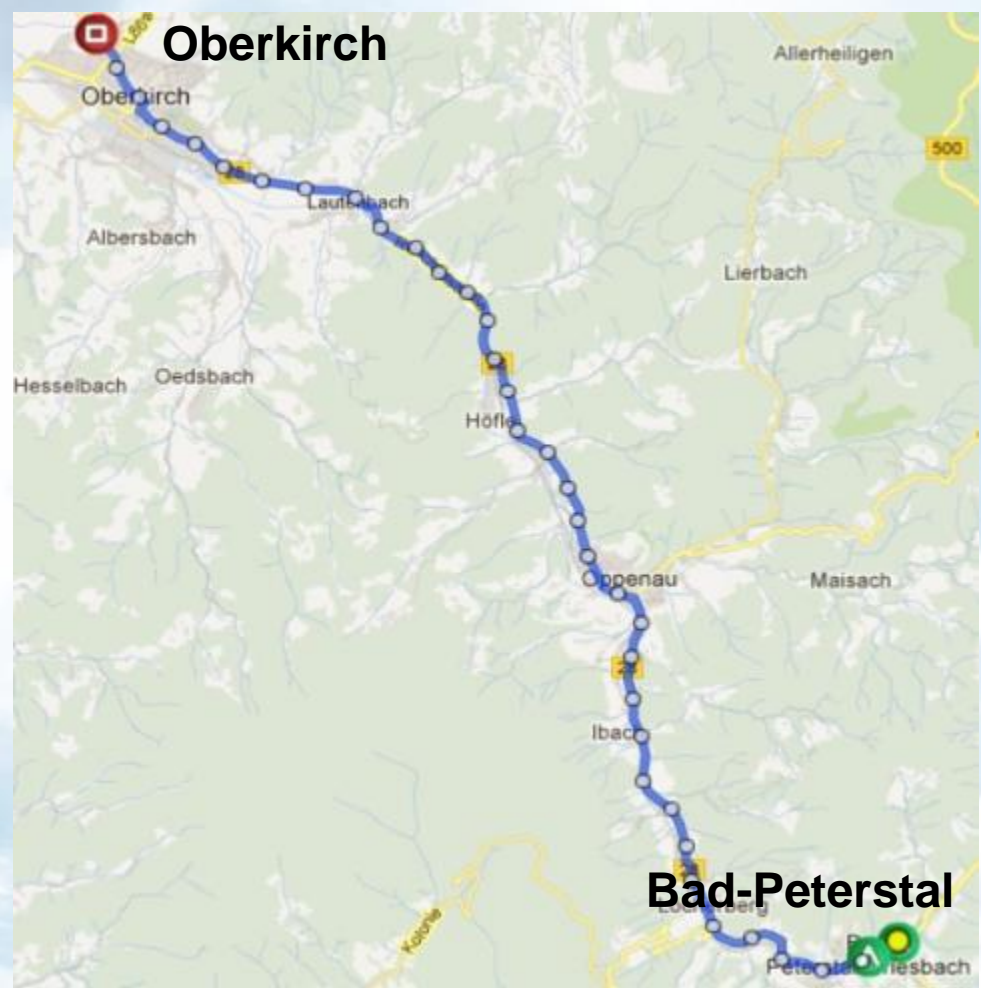 Oberkirch
Allerheiligen
Oberkirch
500
Lautenbach
Albersbach
Lierbach
Hesselbach
Oedsbach
Höfle
Oppenau
Maisach
Ibach
Bad-Peterstal
Kolonie